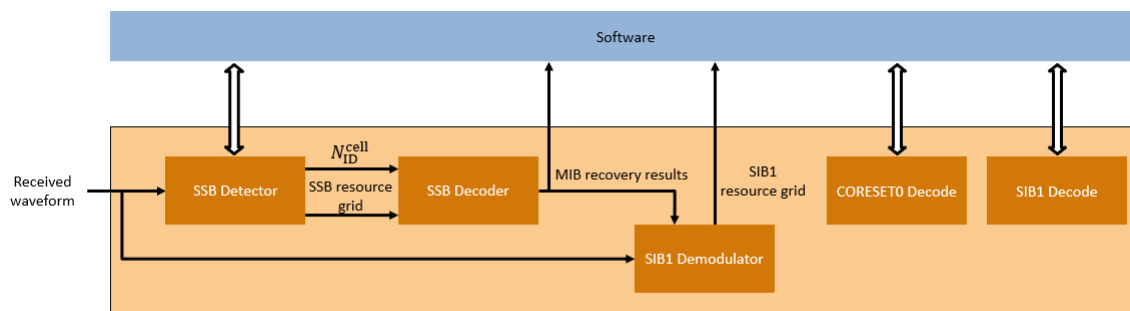 Software
N_ID^cell
Received
waveform
SSB Detector
SSB resource
grid
SSB Decoder
MIB recovery results
SIB1
resource grid
CORESET0 Decode
SIB1 Decode
SIB1 Demodulator